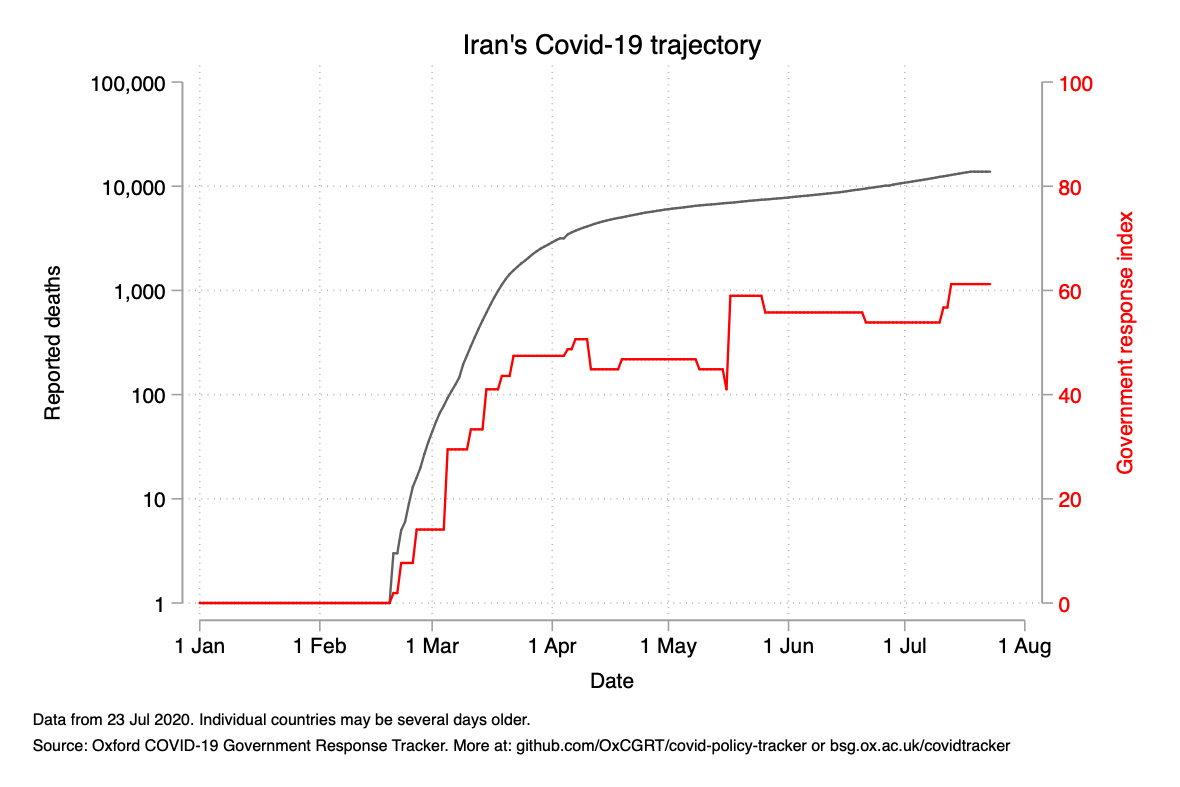 Iran's Covid-19 trajectory
100,000
10,000
1,000
100
10
1
Reported deaths
100
80
60
40
20
0
Government response index
1 Jan 1 Feb 1 Mar 1 Apr 1 May 1 Jun 1 Jul 1 Aug
Date
Data from 23 Jul 2020. Individual countries may be several days older.
Source: Oxford COVID-19 Government Response Tracker. More at: github.com/OxCGRT/covid-policy-tracker or bsg.ox.ac.uk/covidtracker